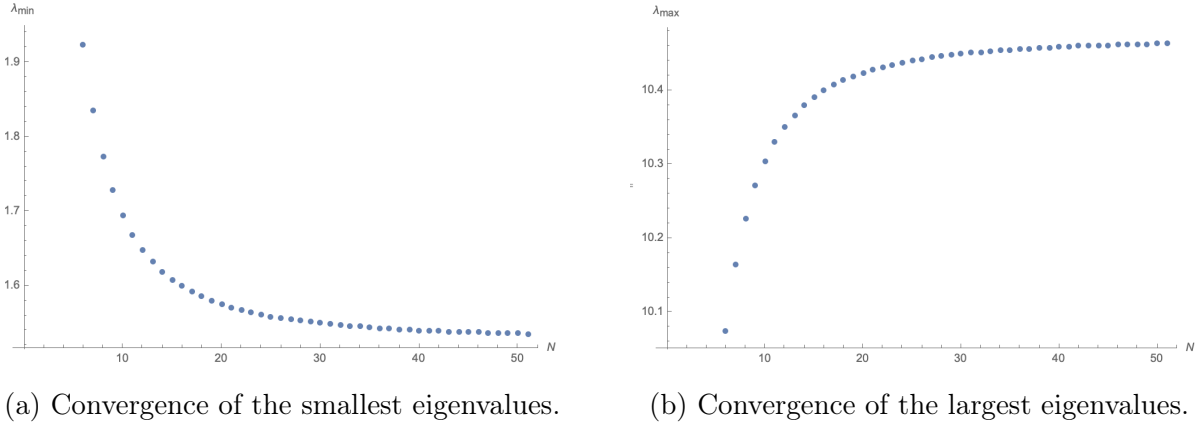 λmin
1.9
1.8
1.7
1.6
10 20 30 40 50 N
(a) Convergence of the smallest eigenvalues.
λmax
10.4
10.3
10.2
10.1
10 20 30 40 50 N
(b) Convergence of the largest eigenvalues.